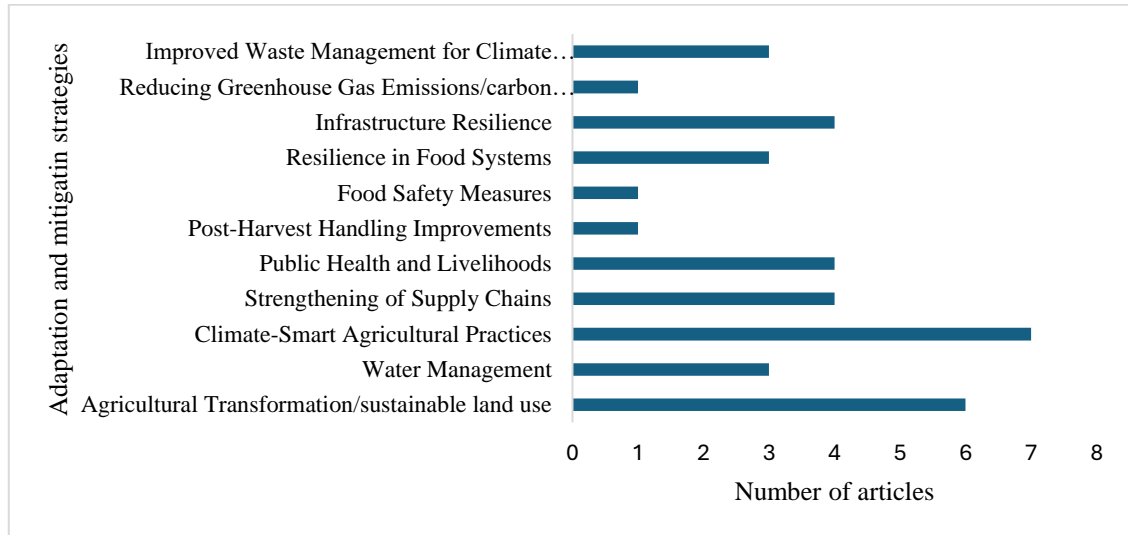 Adaptation and mitigatin strategies
Improved Waste Management for Climate…
Reducing Greenhouse Gas Emissions/carbon…
Infrastructure Resilience
Resilience in Food Systems
Food Safety Measures
Post-Harvest Handling Improvements
Public Health and Livelihoods
Strengthening of Supply Chains
Climate-Smart Agricultural Practices
Water Management
Agricultural Transformation/sustainable land use
0 1 2 3 4 5 6 7 8
Number of articles